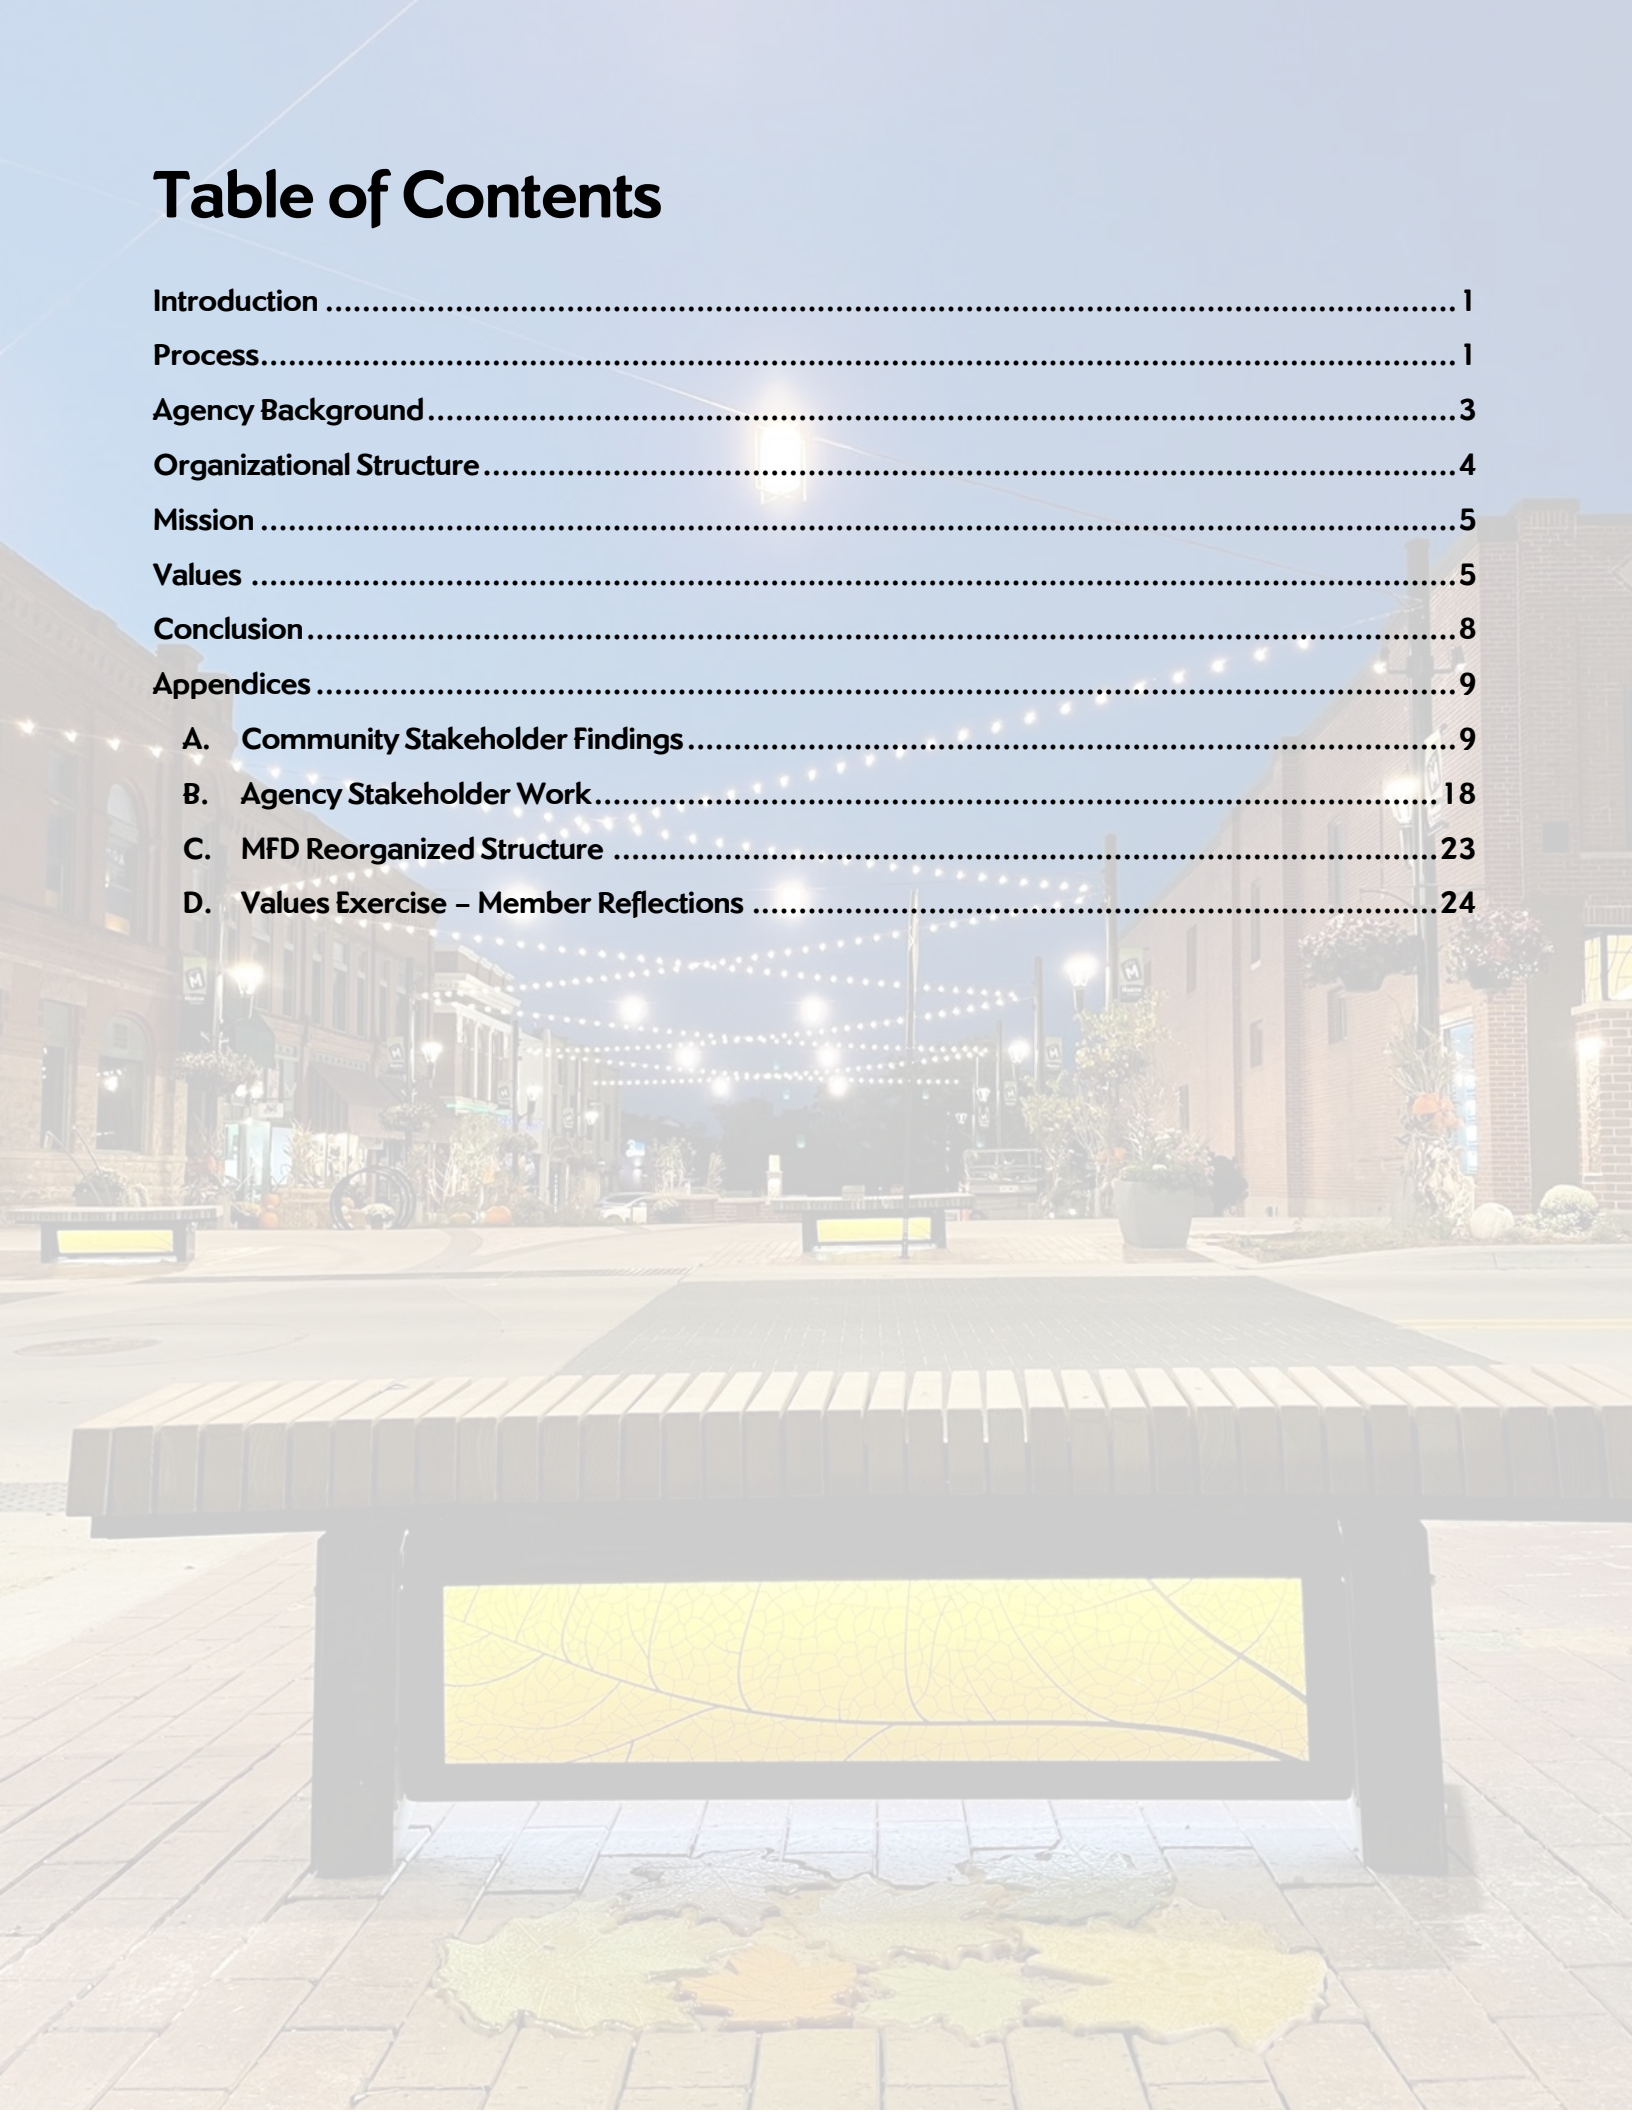 Table of Contents
Introduction ........................................................................ 1
Process........................................................................ 1
Agency Background........................................................................3
Organizational Structure........................................................................4
Mission ........................................................................5
Values ........................................................................5
Conclusion........................................................................8
Appendices ........................................................................9
A. Community Stakeholder Findings........................................................................9
B. Agency Stakeholder Work........................................................................18
C. MFD Reorganized Structure ........................................................................23
D. Values Exercise – Member Reflections ........................................................................24
M
M
M